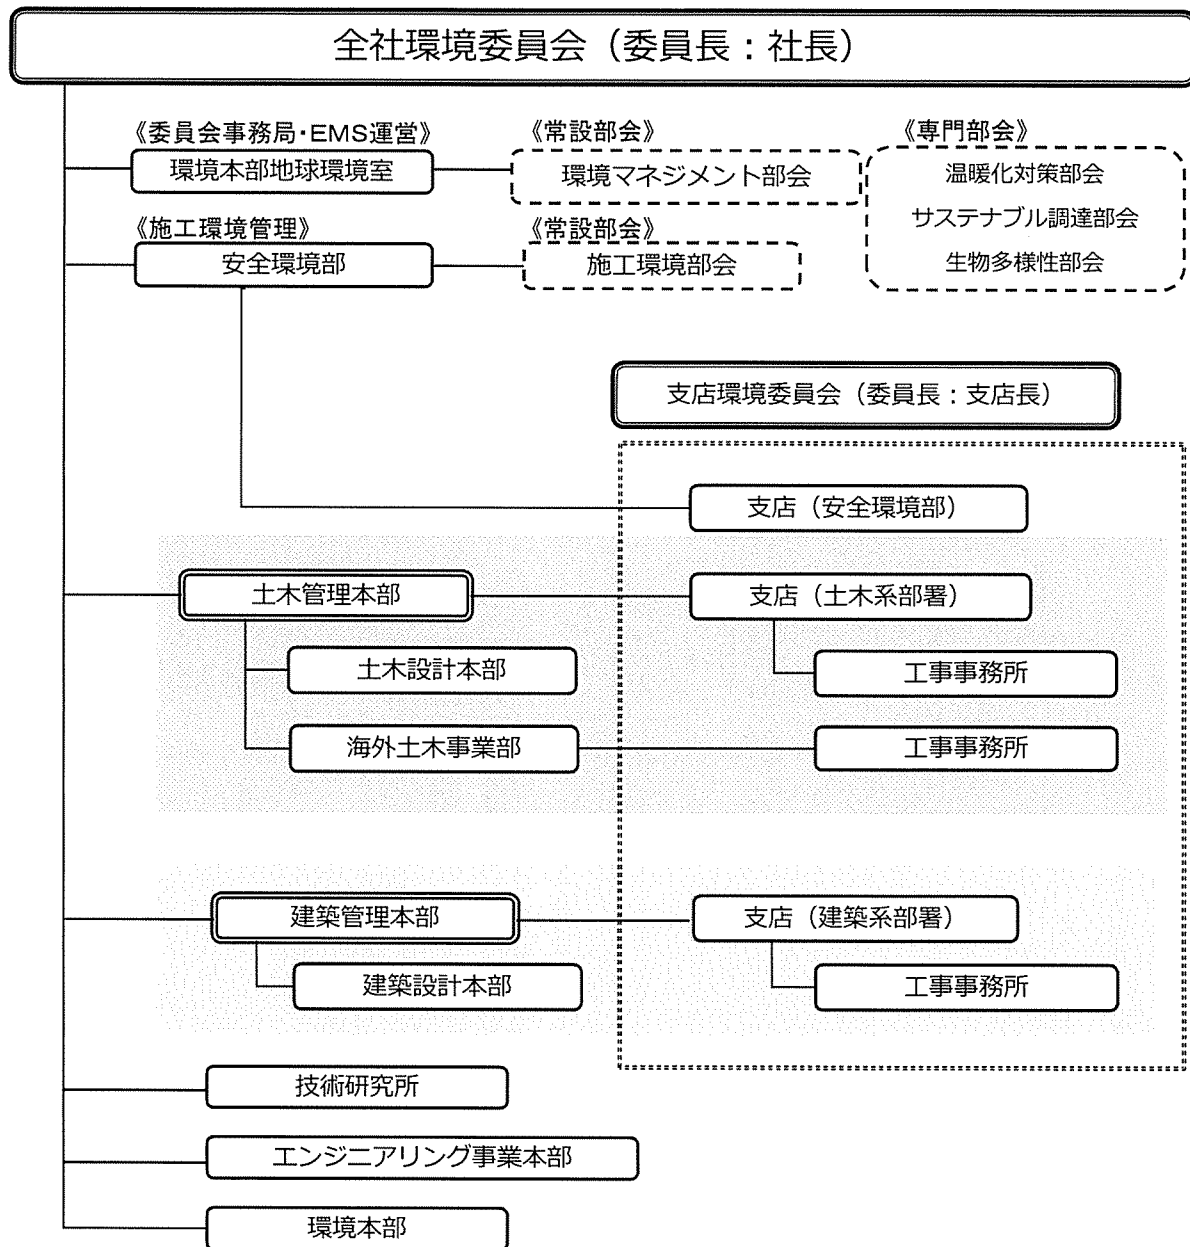 全社環境委員会（委員長：社長）
《委員会事務局・EMS運営》
環境本部地球環境室
《常設部会》
環境マネジメント部会
《専門部会》
温暖化対策部会
サステナブル調達部会
生物多様性部会
《施工環境管理》
安全環境部
《常設部会》
施工環境部会
支店環境委員会（委員長：支店長）
支店（安全環境部）
土木管理本部
支店（土木系部署）
土木設計本部
工事事務所
海外土木事業部
工事事務所
建築管理本部
支店（建築系部署）
建築設計本部
工事事務所
技術研究所
エンジニアリング事業本部
環境本部